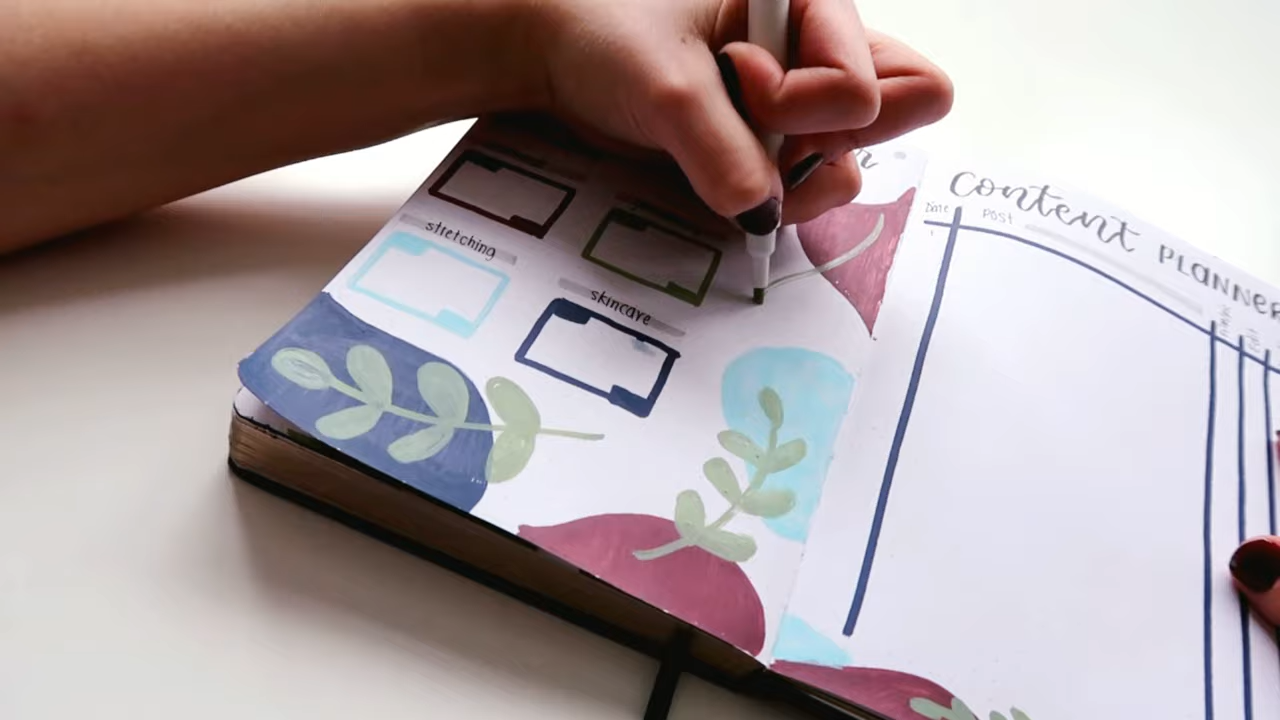 stretching
skincare
content PLANNER
Date
Post